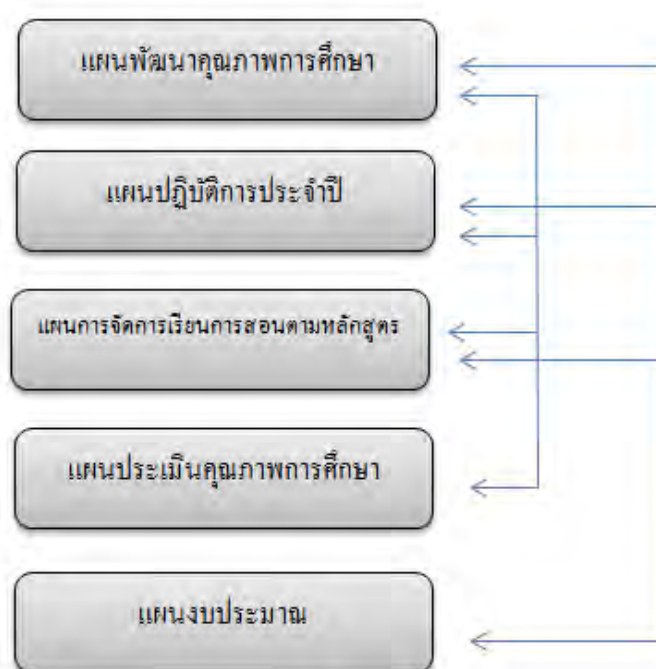 แผนพัฒนาคุณภาพการศึกษา
แผนปฏิบัติการประจำปี
แผนการจัดการเรียนการสอนตามหลักสูตร
แผนประเมินคุณภาพการศึกษา
แผนงบประมาณ